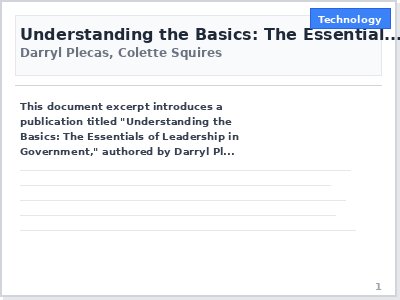 Technology
Understanding the Basics: The Essential...
Darryl Plecas, Colette Squires
This document excerpt introduces a
publication titled "Understanding the
Basics: The Essentials of Leadership in
Government," authored by Darryl Pl...
1